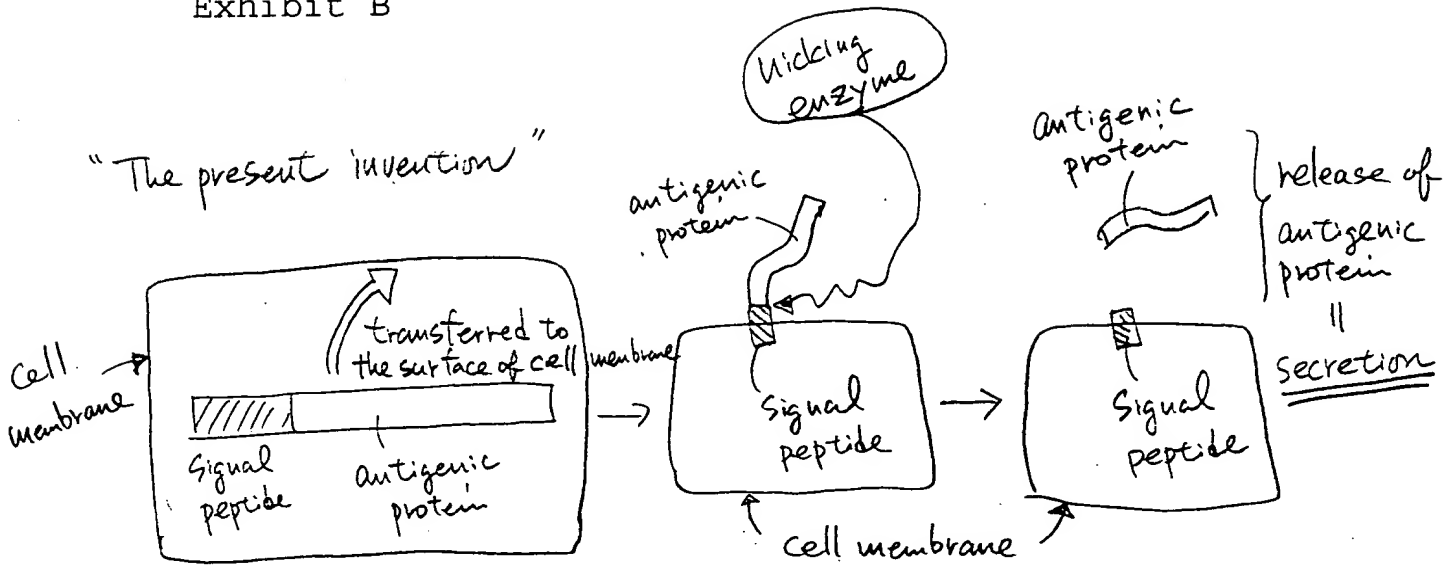 Exhibit B
"The present invention"
cell
membrane
transferred to
the surface of cell membrane
signal
peptide
antigenic
protein
nicking
enzyme
antigenic
protein
signal
peptide
antigenic
protein
release of
antigenic
protein
=
secretion
signal
peptide
cell membrane